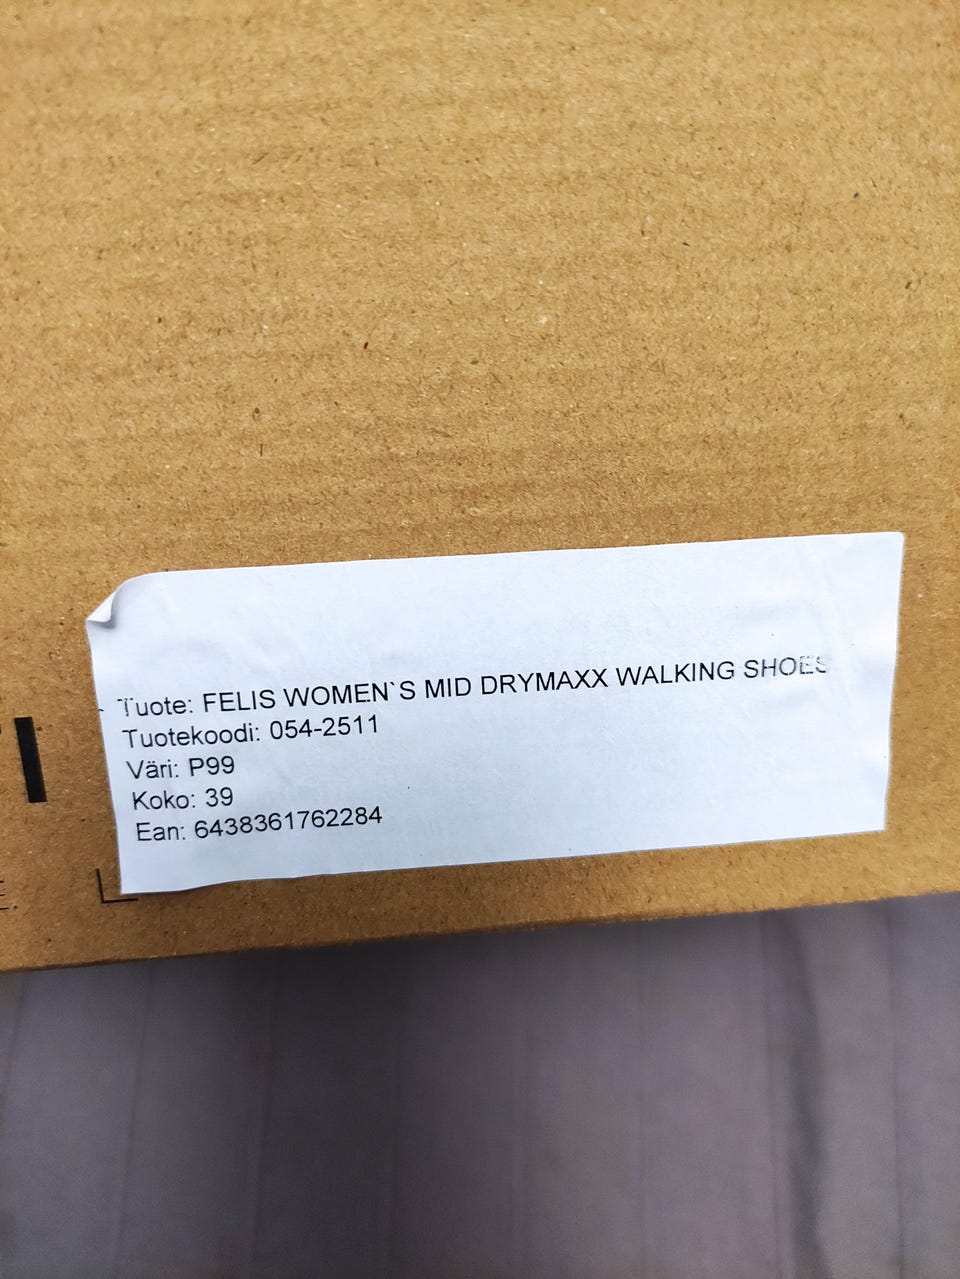 Tuote: FELIS WOMEN`S MID DRYMAXX WALKING SHOES
Tuotekoodi: 054-2511
Väri: P99
Koko: 39
Ean: 6438361762284